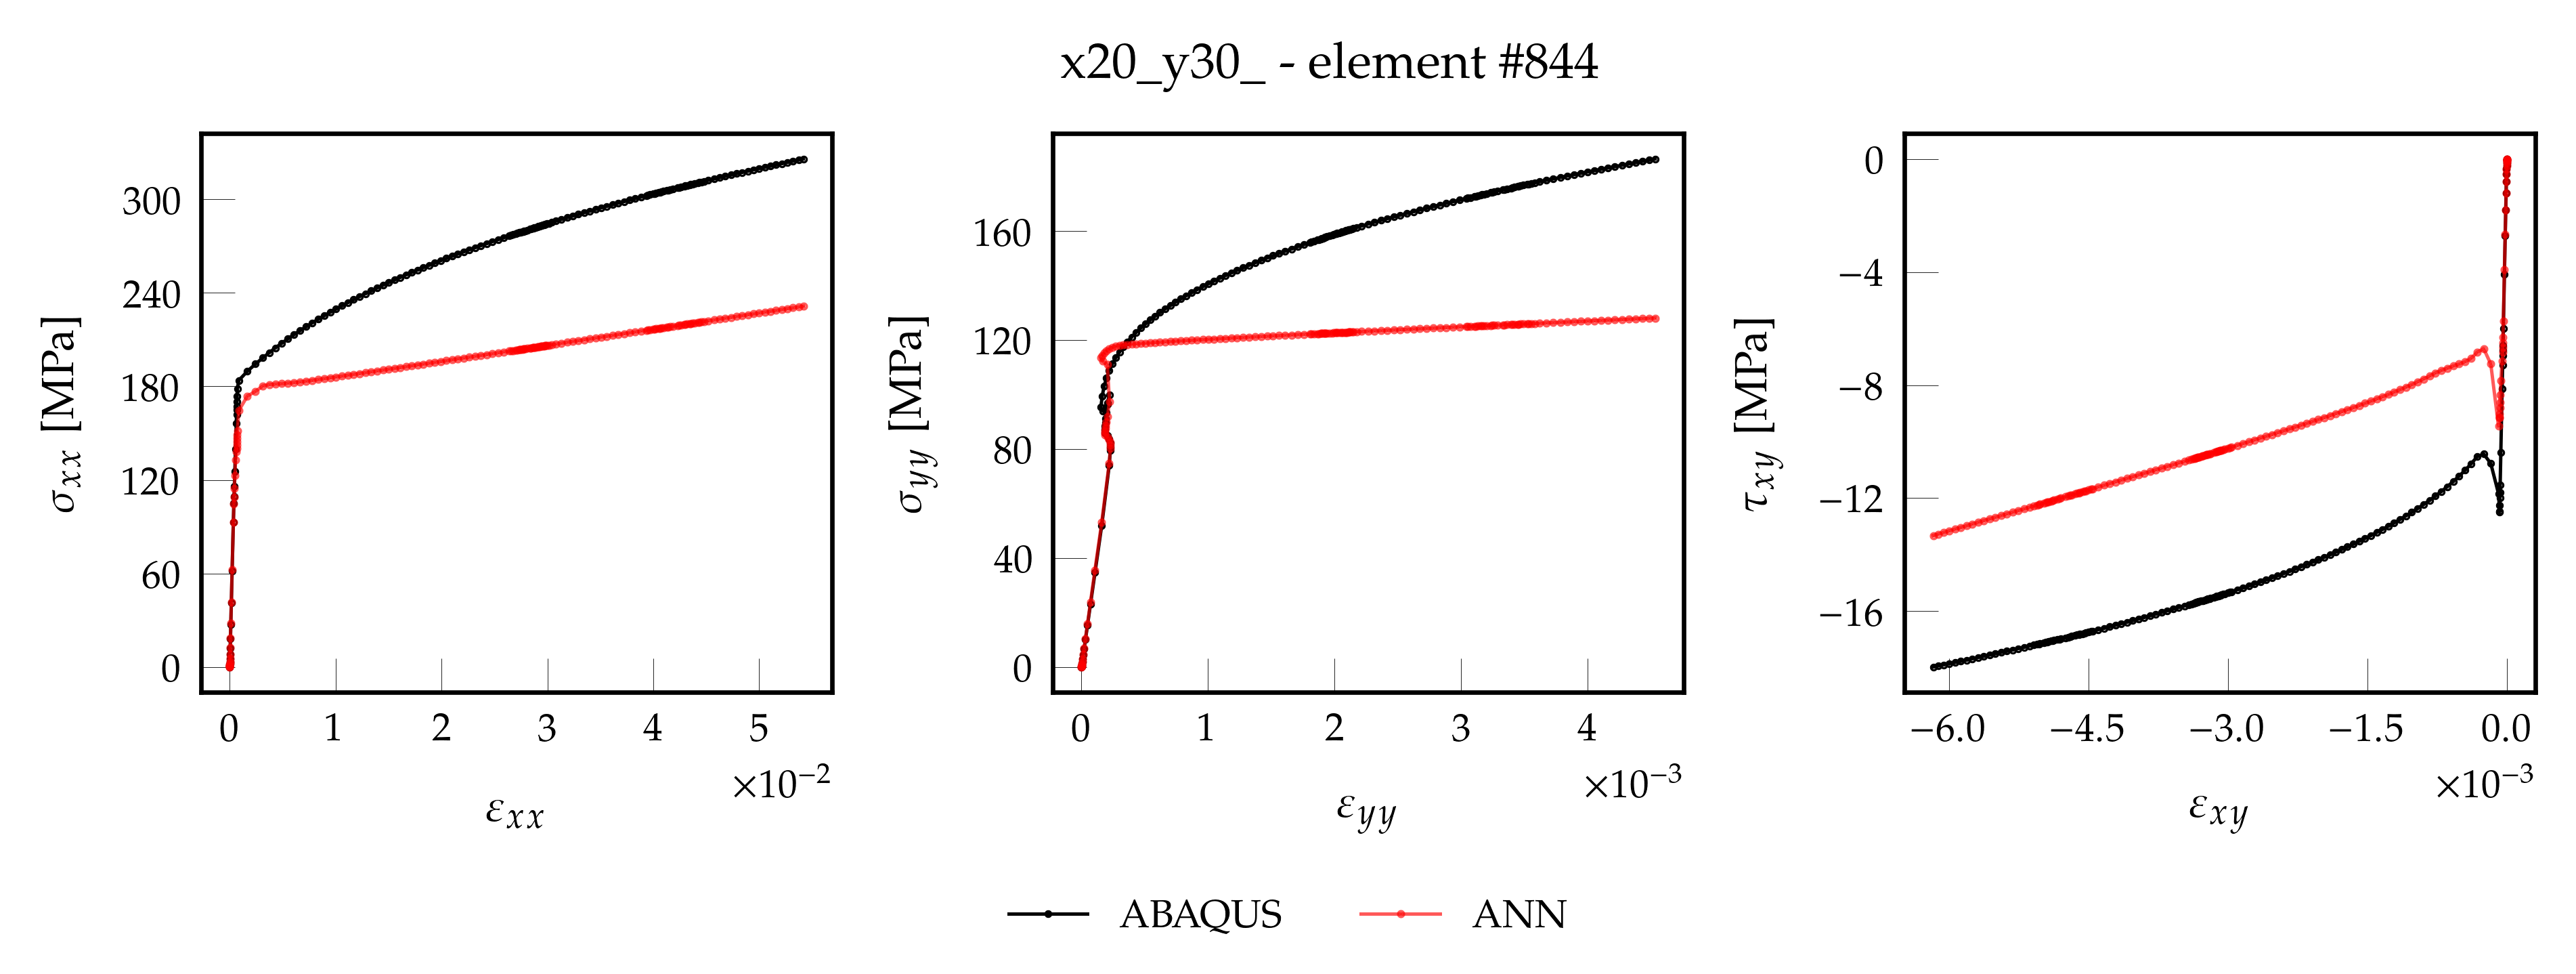 x20_y30_ - element #844
σxx [MPa]
300
240
180
120
60
0
0 1 2 3 4 5
×10−2
εxx
σyy [MPa]
160
120
80
40
0
0 1 2 3 4
×10−3
εyy
τxy [MPa]
0
−4
−8
−12
−16
−6.0 −4.5 −3.0 −1.5 0.0
×10−3
εxy
ABAQUS ANN